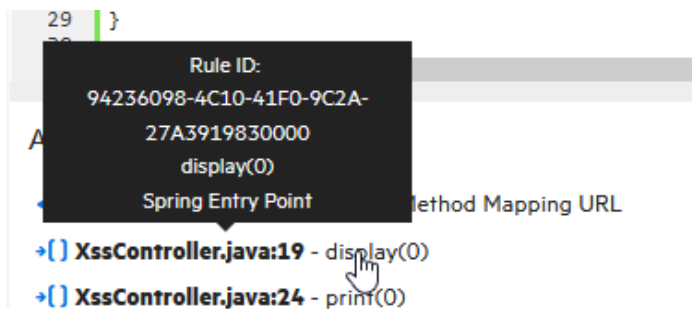 29 }
Rule ID:
94236098-4C10-41F0-9C2A-
27A3919830000
display(0)
Spring Entry Point
Method Mapping URL
XssController.java:19 - display(0)
XssController.java:24 - print(0)